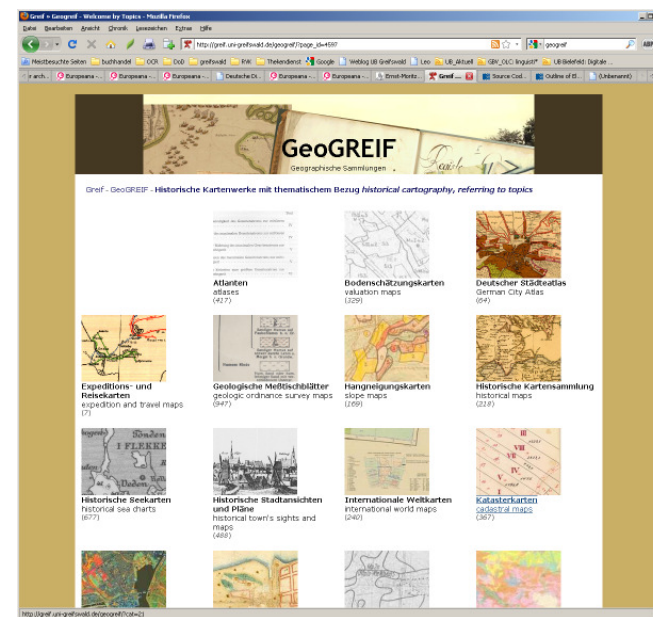 Greif » Geogreif - Welcome by Topics - Mozilla Firefox
Datei Bearbeiten Ansicht Chronik Lesezeichen Extras Hilfe
http://greif.uni-greifswald.de/geogreif/?page_id=4597
geogreif
Meistbesuchte Seiten buchhandel OCR DoD greifswald RW Thekendienst Google Weblog UB Greifswald Leo UB_Aktuell GBV_OLC: linguist* UB Bielefeld: Digitale ...
r arch... Europeana -... Europeana -... Europeana -... Deutsche Di... Europeana -... Europeana -... Ernst-Moritz... Greif ... Source Cod... Outline of El... (Unbenannt)
GeoGREIF
Geographische Sammlungen
Greif - GeoGREIF - Historische Kartenwerke mit thematischem Bezug historical cartography, referring to topics
Atlanten
atlases
(417)
Bodenschätzungskarten
valuation maps
(329)
Deutscher Städteatlas
German City Atlas
(64)
Expeditions- und
Reisekarten
expedition and travel maps
(7)
Geologische Meßtischblätter
geologic ordinance survey maps
(947)
Hangneigungskarten
slope maps
(169)
Historische Kartensammlung
historical maps
(218)
Historische Seekarten
historical sea charts
(677)
Historische Stadtansichten
und Pläne
historical town's sights and
maps
(488)
Internationale Weltkarten
international world maps
(240)
Katasterkarten
cadastral maps
(367)
http://greif.uni-greifswald.de/geogreif/?cat=21